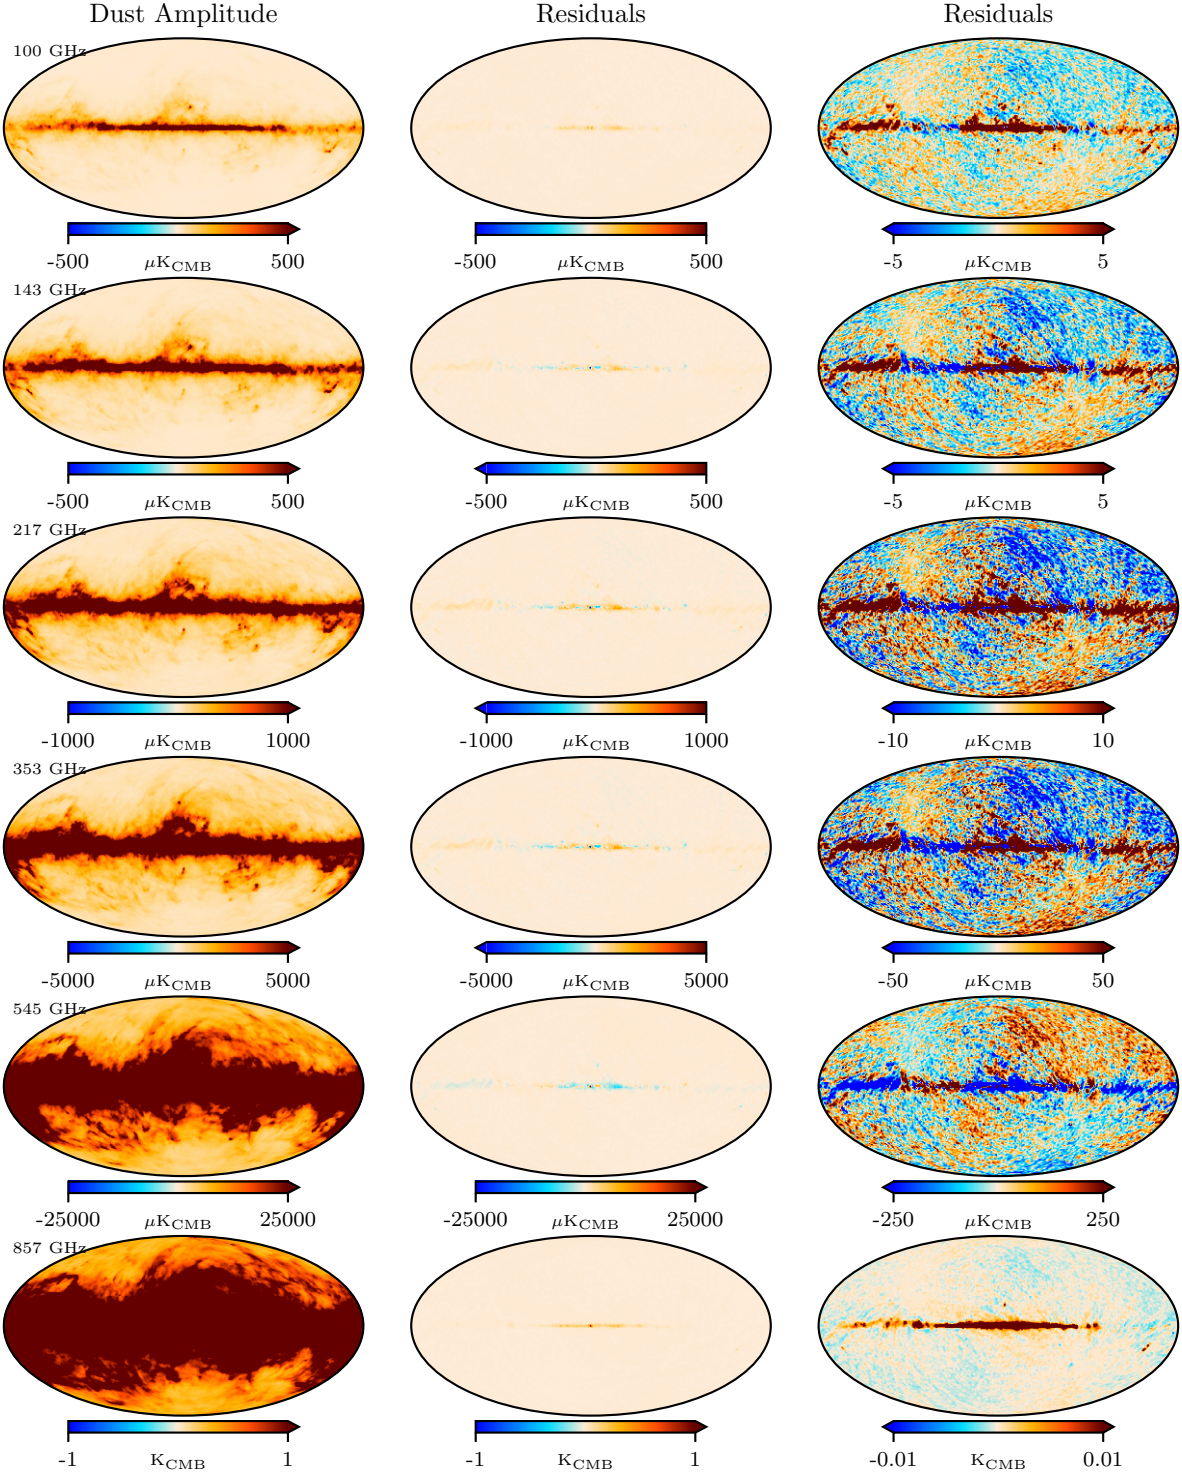 Dust Amplitude Residuals Residuals
100 GHz
-500 μK_CMB 500 -500 μK_CMB 500 -5 μK_CMB 5
143 GHz
-500 μK_CMB 500 -500 μK_CMB 500 -5 μK_CMB 5
217 GHz
-1000 μK_CMB 1000 -1000 μK_CMB 1000 -10 μK_CMB 10
353 GHz
-5000 μK_CMB 5000 -5000 μK_CMB 5000 -50 μK_CMB 50
545 GHz
-25000 μK_CMB 25000 -25000 μK_CMB 25000 -250 μK_CMB 250
857 GHz
-1 K_CMB 1 -1 K_CMB 1 -0.01 K_CMB 0.01